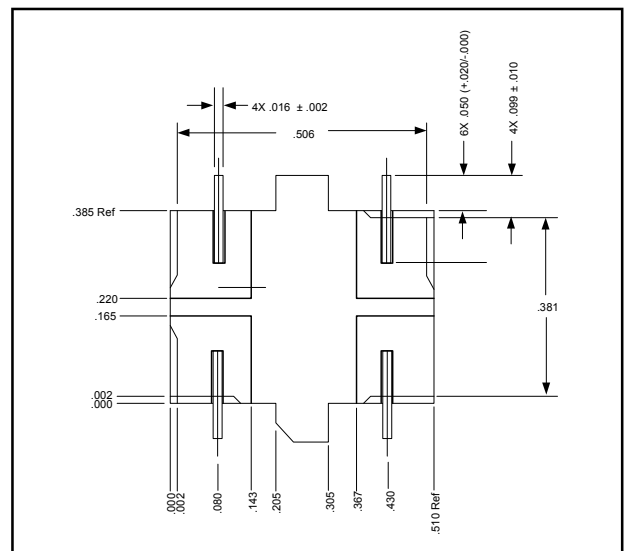 6X .050 (+.020/-.000)
4X .099 ± .010
4X .016 ± .002
.506
.385 Ref
.220
.165
.381
.002
.000
.000
.002
.080
.143
.205
.305
.367
.430
.510 Ref